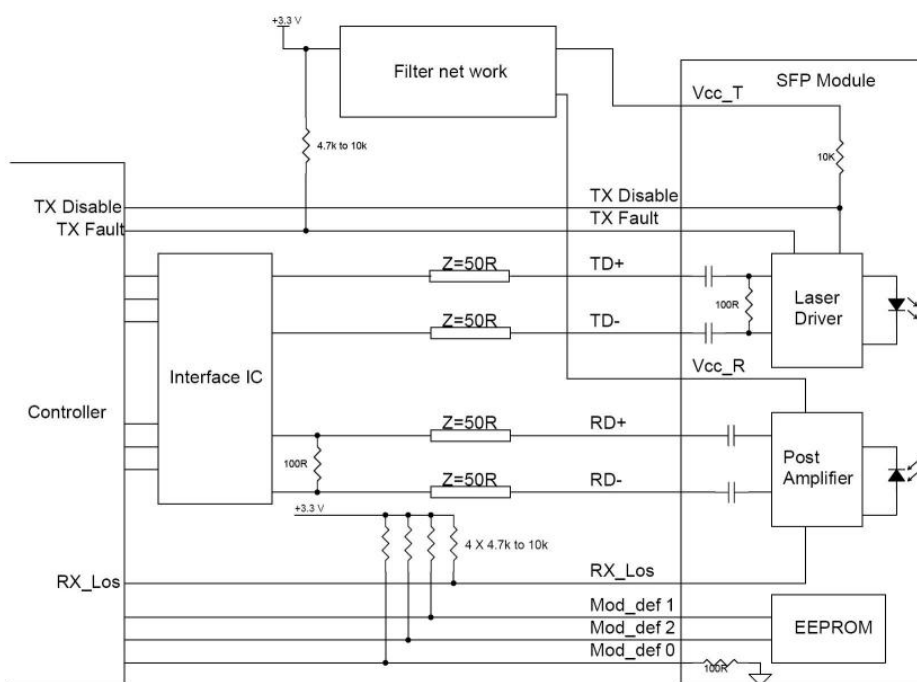 +3.3 V
Filter net work
SFP Module
Vcc_T
4.7k to 10k
10K
TX Disable
TX Disable
TX Fault
TX Fault
Z=50R
TD+
100R
Laser
Driver
Z=50R
TD-
Interface IC
Vcc_R
Controller
Z=50R
RD+
100R
Post
Amplifier
Z=50R
RD-
+3.3 V
4 X 4.7k to 10k
RX_Los
RX_Los
Mod_def 1
Mod_def 2
EEPROM
Mod_def 0
100R